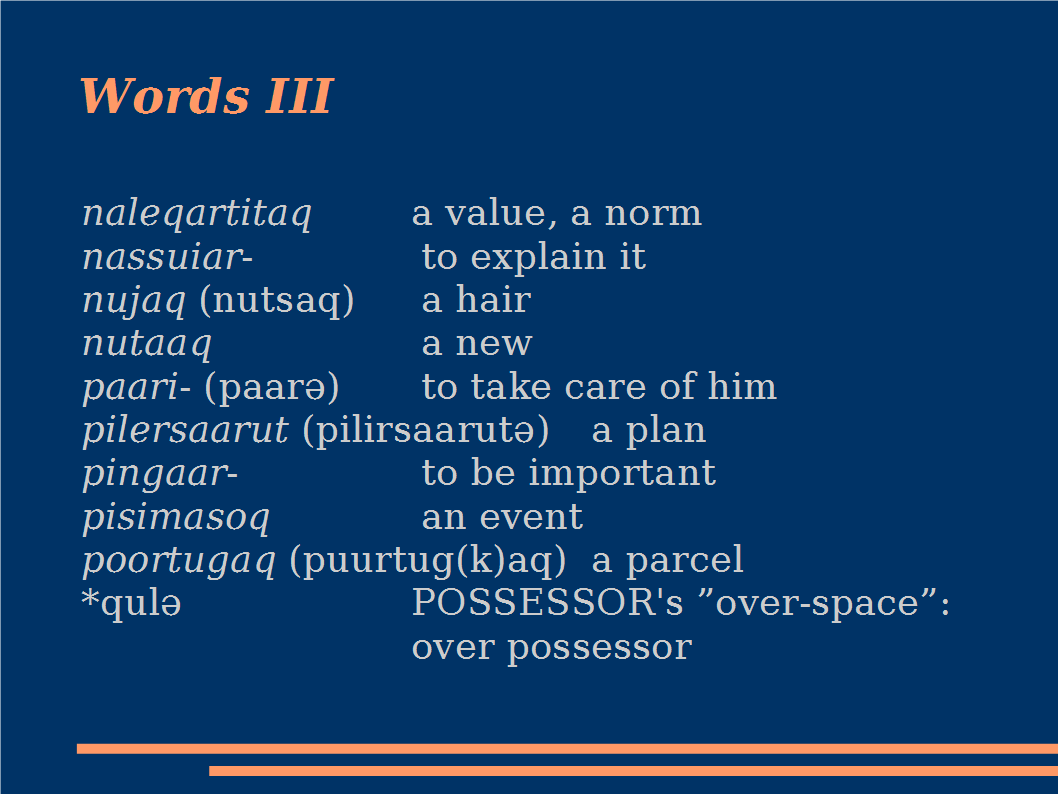 Words III
naleqartitaq a value, a norm
nassuiar- to explain it
nujaq (nutsaq) a hair
nutaaq a new
paari- (paarə) to take care of him
pilersaarut (pilirsaarutə) a plan
pingaar- to be important
pisimasoq an event
poortugaq (puurtug(k)aq) a parcel
*qulə POSSESSOR's ”over-space”:
over possessor